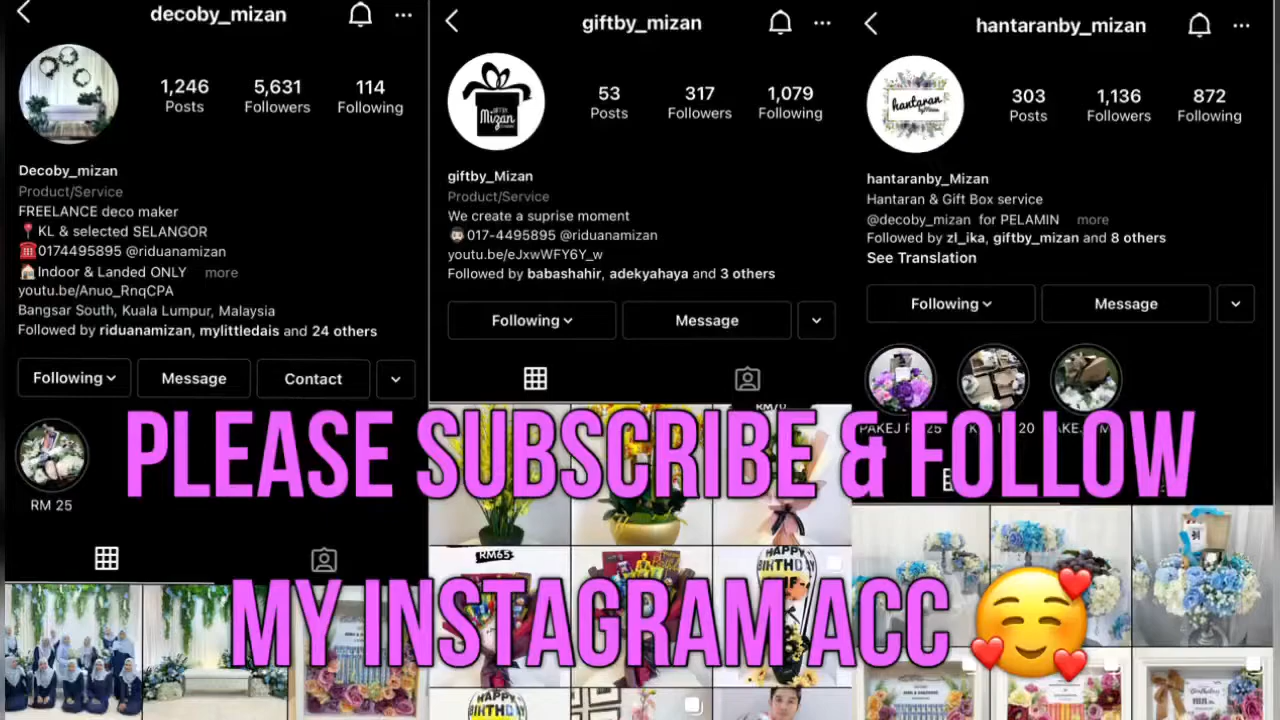 decoby_mizan
1,246 5,631 114
Posts Followers Following
Decoby_mizan
Product/Service
FREELANCE deco maker
📍KL & selected SELANGOR
☎️0174495895 @riduanamizan
🏠Indoor & Landed ONLY more
youtu.be/Anuo_RnqCPA
Bangsar South, Kuala Lumpur, Malaysia
Followed by riduanamizan, mylittledais and 24 others
Following Message Contact
RM 25
giftby_mizan
53 317 1,079
Posts Followers Following
giftby_Mizan
Product/Service
We create a suprise moment
017-4495895 @riduanamizan
youtu.be/eJxwWFY6Y_w
Followed by babashahir, adekyahaya and 3 others
Following Message
RM70
RM65
HAPPY
HAPPY
hantaranby_mizan
hantaran
303 1,136 872
Posts Followers Following
hantaranby_Mizan
Hantaran & Gift Box service
@decoby_mizan for PELAMIN more
Followed by zl_ika, giftby_mizan and 8 others
See Translation
Following Message
PLEASE SUBSCRIBE & FOLLOW
MY INSTAGRAM ACC 🥰